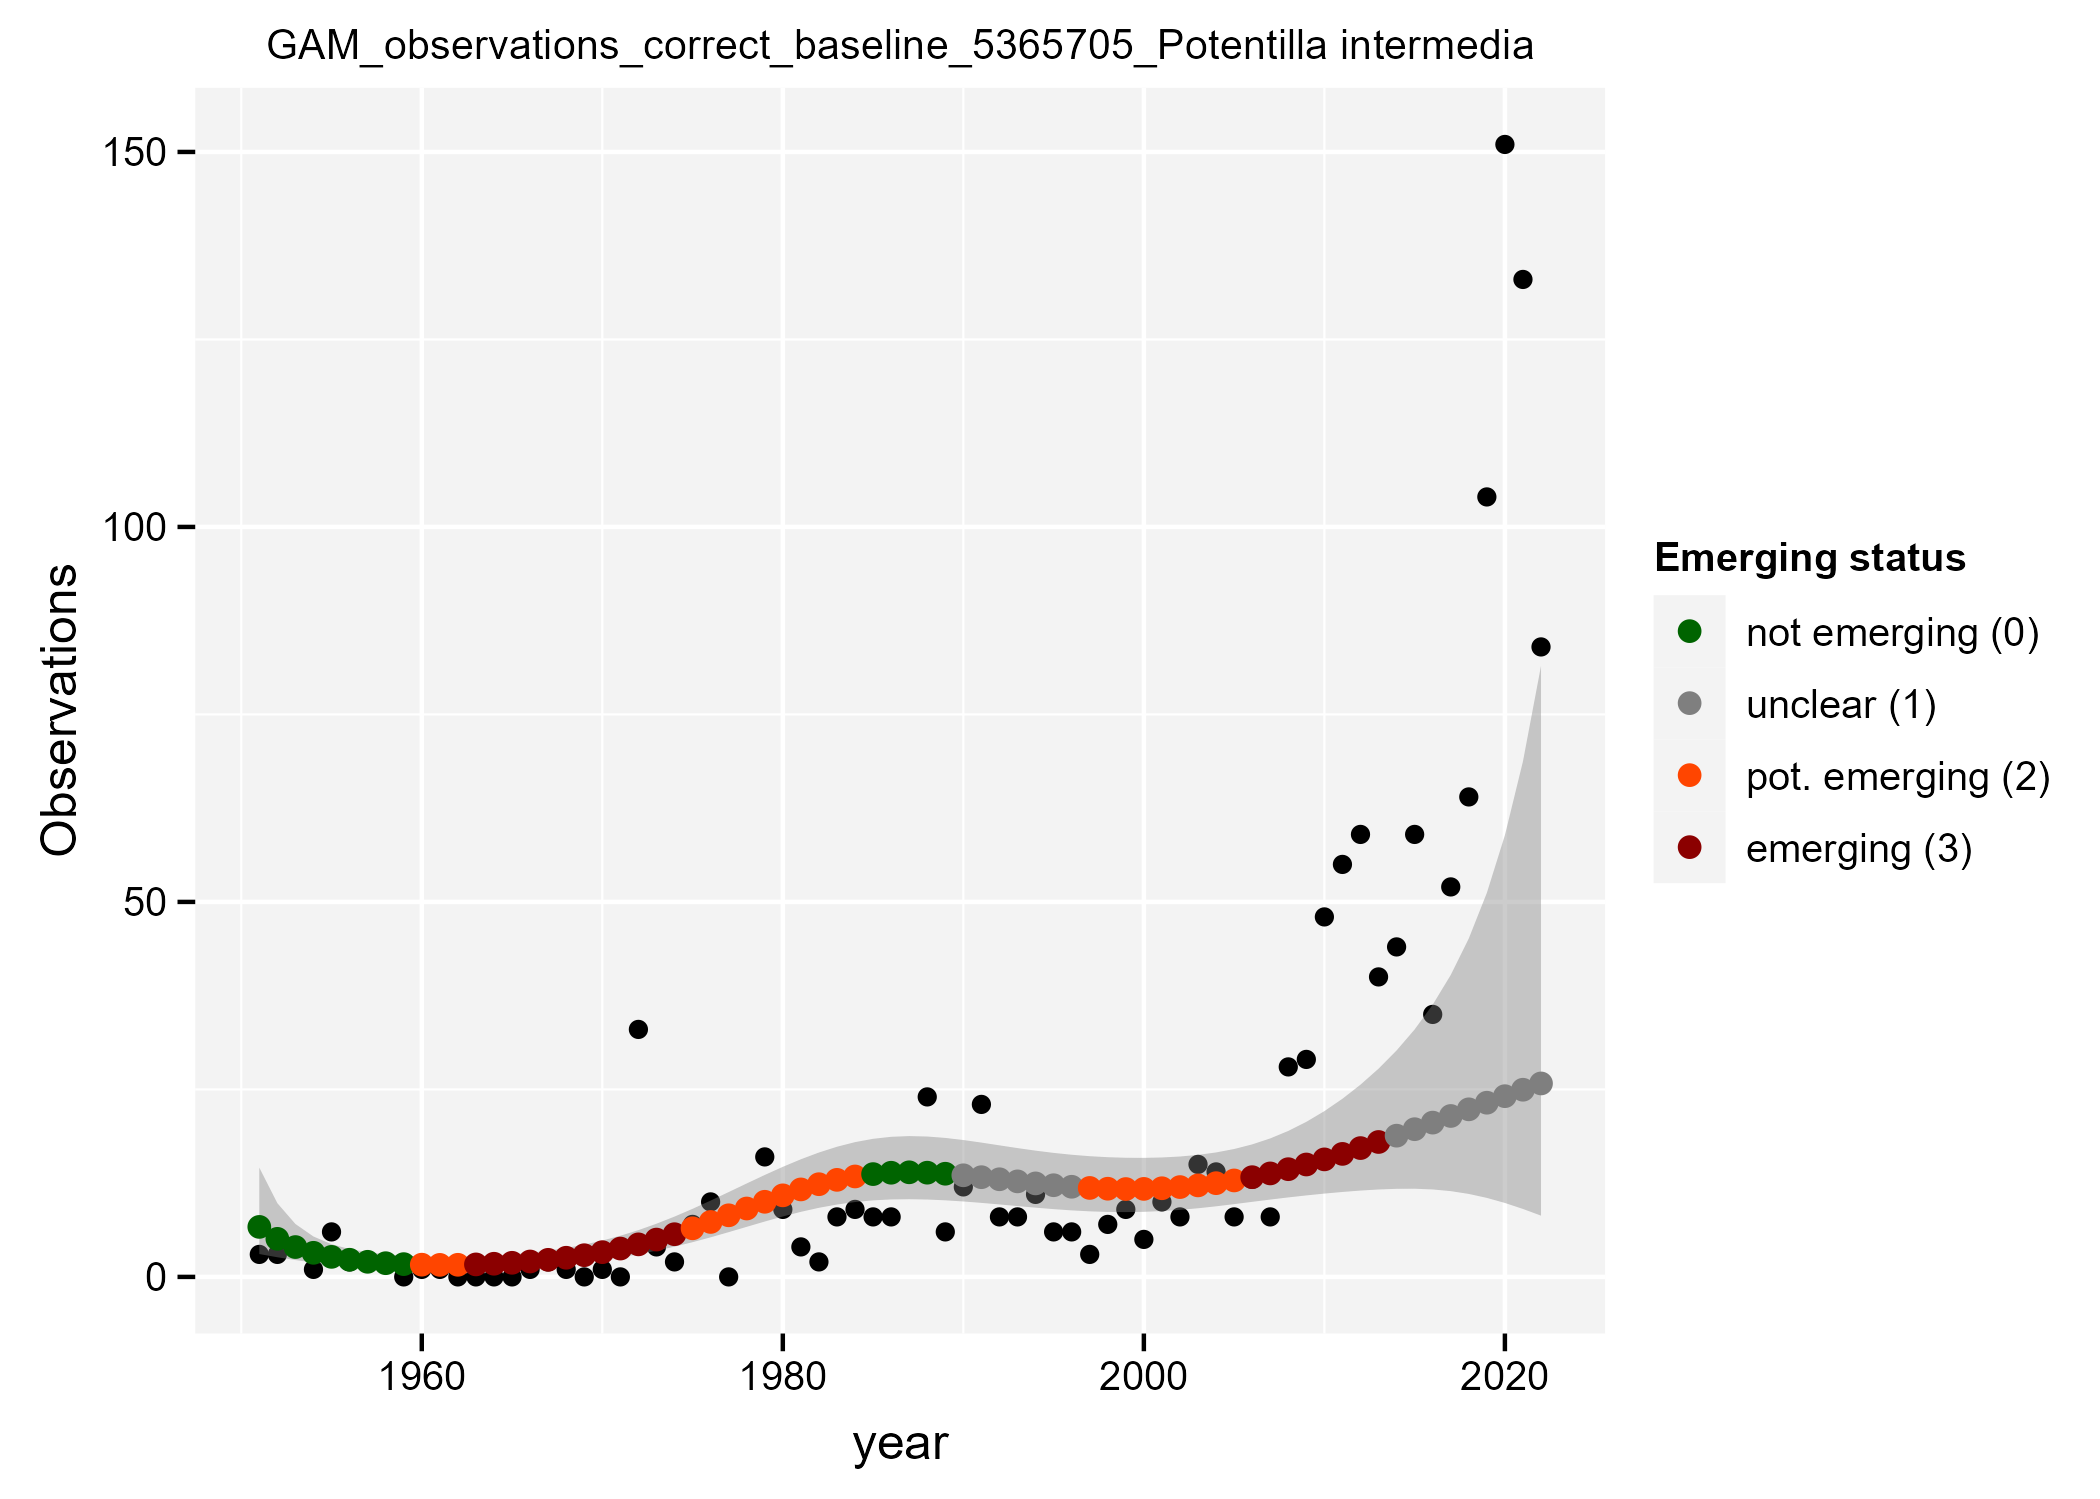 GAM_observations_correct_baseline_5365705_Potentilla intermedia
150
100
50
0
Observations
1960
1980
2000
2020
year
Emerging status
not emerging (0)
unclear (1)
pot. emerging (2)
emerging (3)